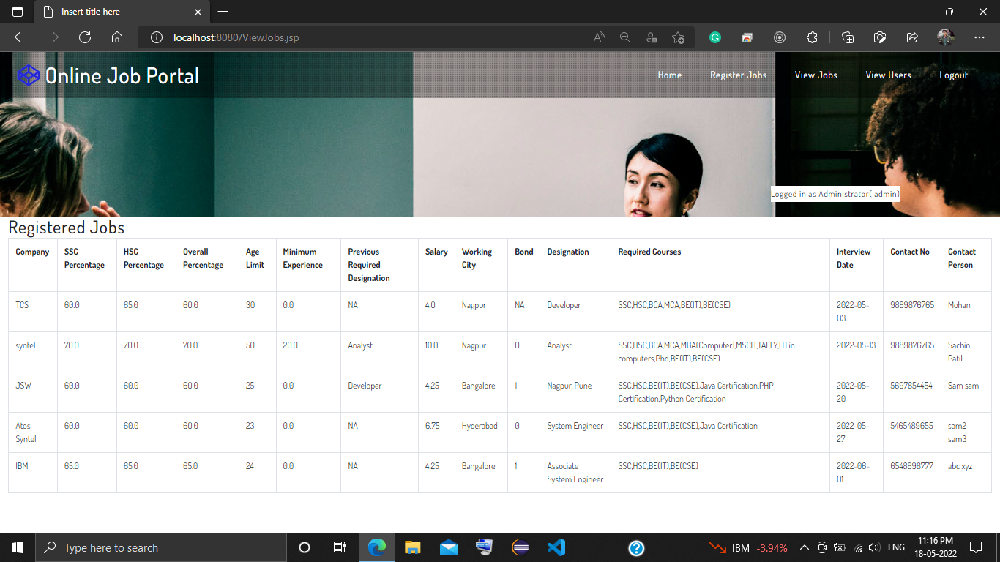 Insert title here
localhost:8080/ViewJobs.jsp
Online Job Portal
Home Register Jobs View Jobs View Users Logout
Logged in as Administrator( admin)
Registered Jobs
Company SSC Percentage HSC Percentage Overall Percentage Age Limit Minimum Experience Previous Required Designation Salary Working City Bond Designation Required Courses Interview Date Contact No Contact Person
TCS 60.0 65.0 60.0 30 0.0 NA 4.0 Nagpur NA Developer SSC,HSC,BCA,MCA,BE(IT),BE(CSE) 2022-05-03 9889876765 Mohan
syntel 70.0 70.0 70.0 50 20.0 Analyst 10.0 Nagpur 0 Analyst SSC,HSC,BCA,MCA,MBA(Computer),MSCIT,TALLY,ITI in computers,Phd,BE(IT),BE(CSE) 2022-05-13 9889876765 Sachin Patil
JSW 60.0 60.0 60.0 25 0.0 Developer 4.25 Bangalore 1 Nagpur, Pune SSC,HSC,BE(IT),BE(CSE),Java Certification,PHP Certification,Python Certification 2022-05-20 5697854454 Sam sam
Atos Syntel 60.0 60.0 60.0 23 0.0 NA 6.75 Hyderabad 0 System Engineer SSC,HSC,BE(IT),BE(CSE),Java Certification 2022-05-27 5465489655 sam2 sam3
IBM 65.0 65.0 65.0 24 0.0 NA 4.25 Bangalore 1 Associate System Engineer SSC,HSC,BE(IT),BE(CSE) 2022-06-01 6548898777 abc xyz
Type here to search
IBM -3.94%
ENG
11:16 PM
18-05-2022